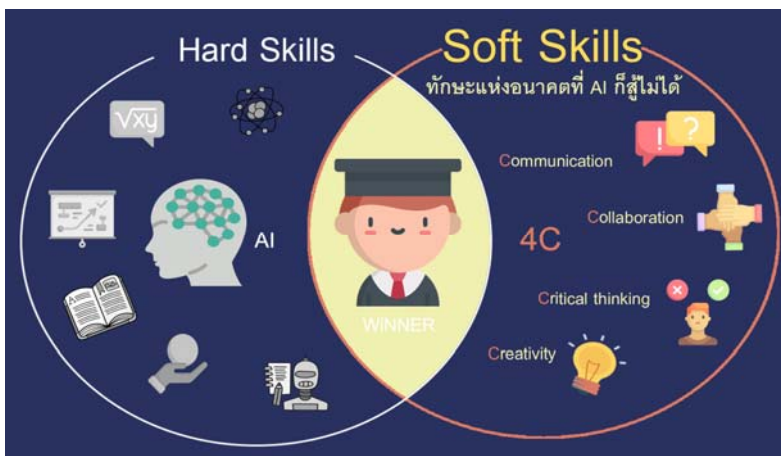 Hard Skills
Soft Skills
ทักษะแห่งอนาคตที่ AI ก็สู้ไม่ได้
√xy
AI
WINNER
4C
Communication
Collaboration
Critical thinking
Creativity
!
?
A